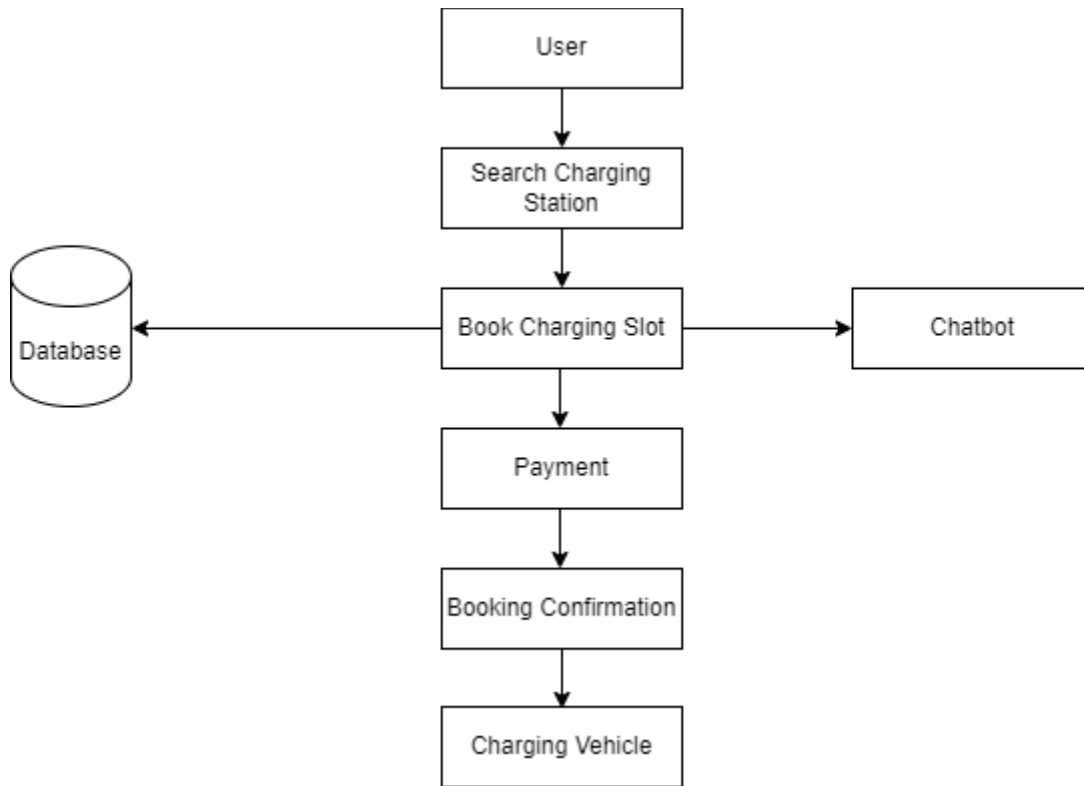 User
Search Charging
Station
Database
Book Charging Slot
Chatbot
Payment
Booking Confirmation
Charging Vehicle